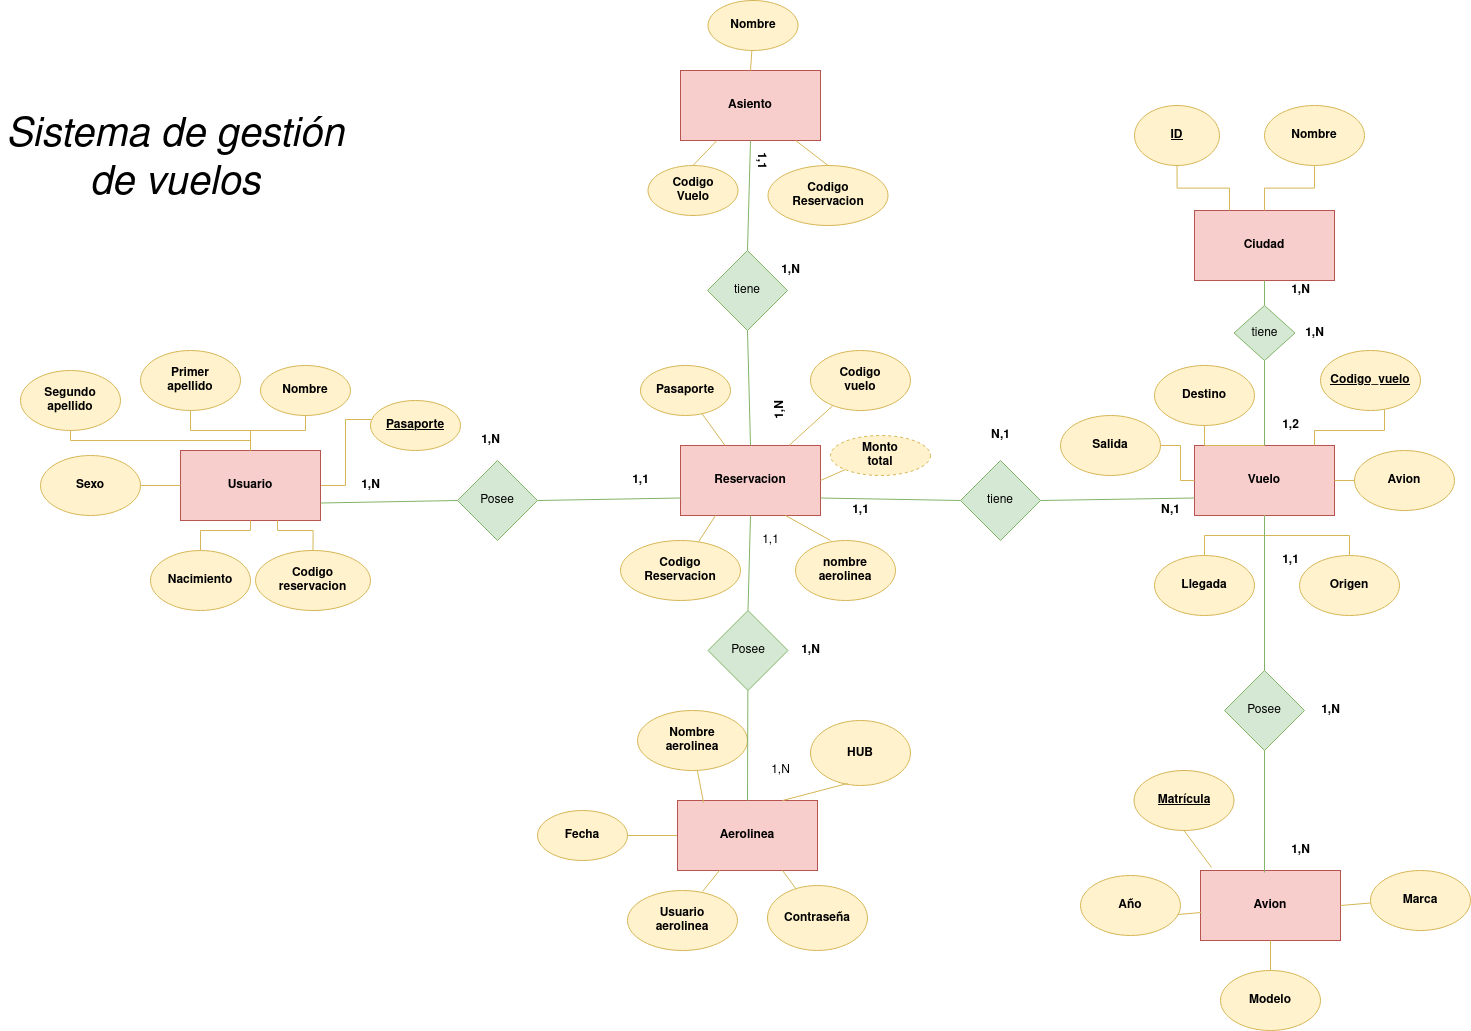 Sistema de gestión
de vuelos
Nombre
Asiento
1,1
Codigo
Vuelo
Codigo
Reservacion
1,N
tiene
ID
Nombre
Ciudad
1,N
tiene
1,N
Segundo
apellido
Primer
apellido
Nombre
Pasaporte
Sexo
Usuario
1,N
1,N
Posee
1,1
Nacimiento
Codigo
reservacion
Pasaporte
Codigo
vuelo
1,N
Monto
total
Reservacion
1,1
1,1
Codigo
Reservacion
nombre
aerolinea
N,1
tiene
N,1
Destino
Codigo_vuelo
1,2
Salida
Vuelo
Avion
Llegada
1,1
Origen
Posee
1,N
Nombre
aerolinea
HUB
1,N
Fecha
Aerolinea
Usuario
aerolinea
Contraseña
Posee
1,N
Matrícula
1,N
Año
Avion
Marca
Modelo